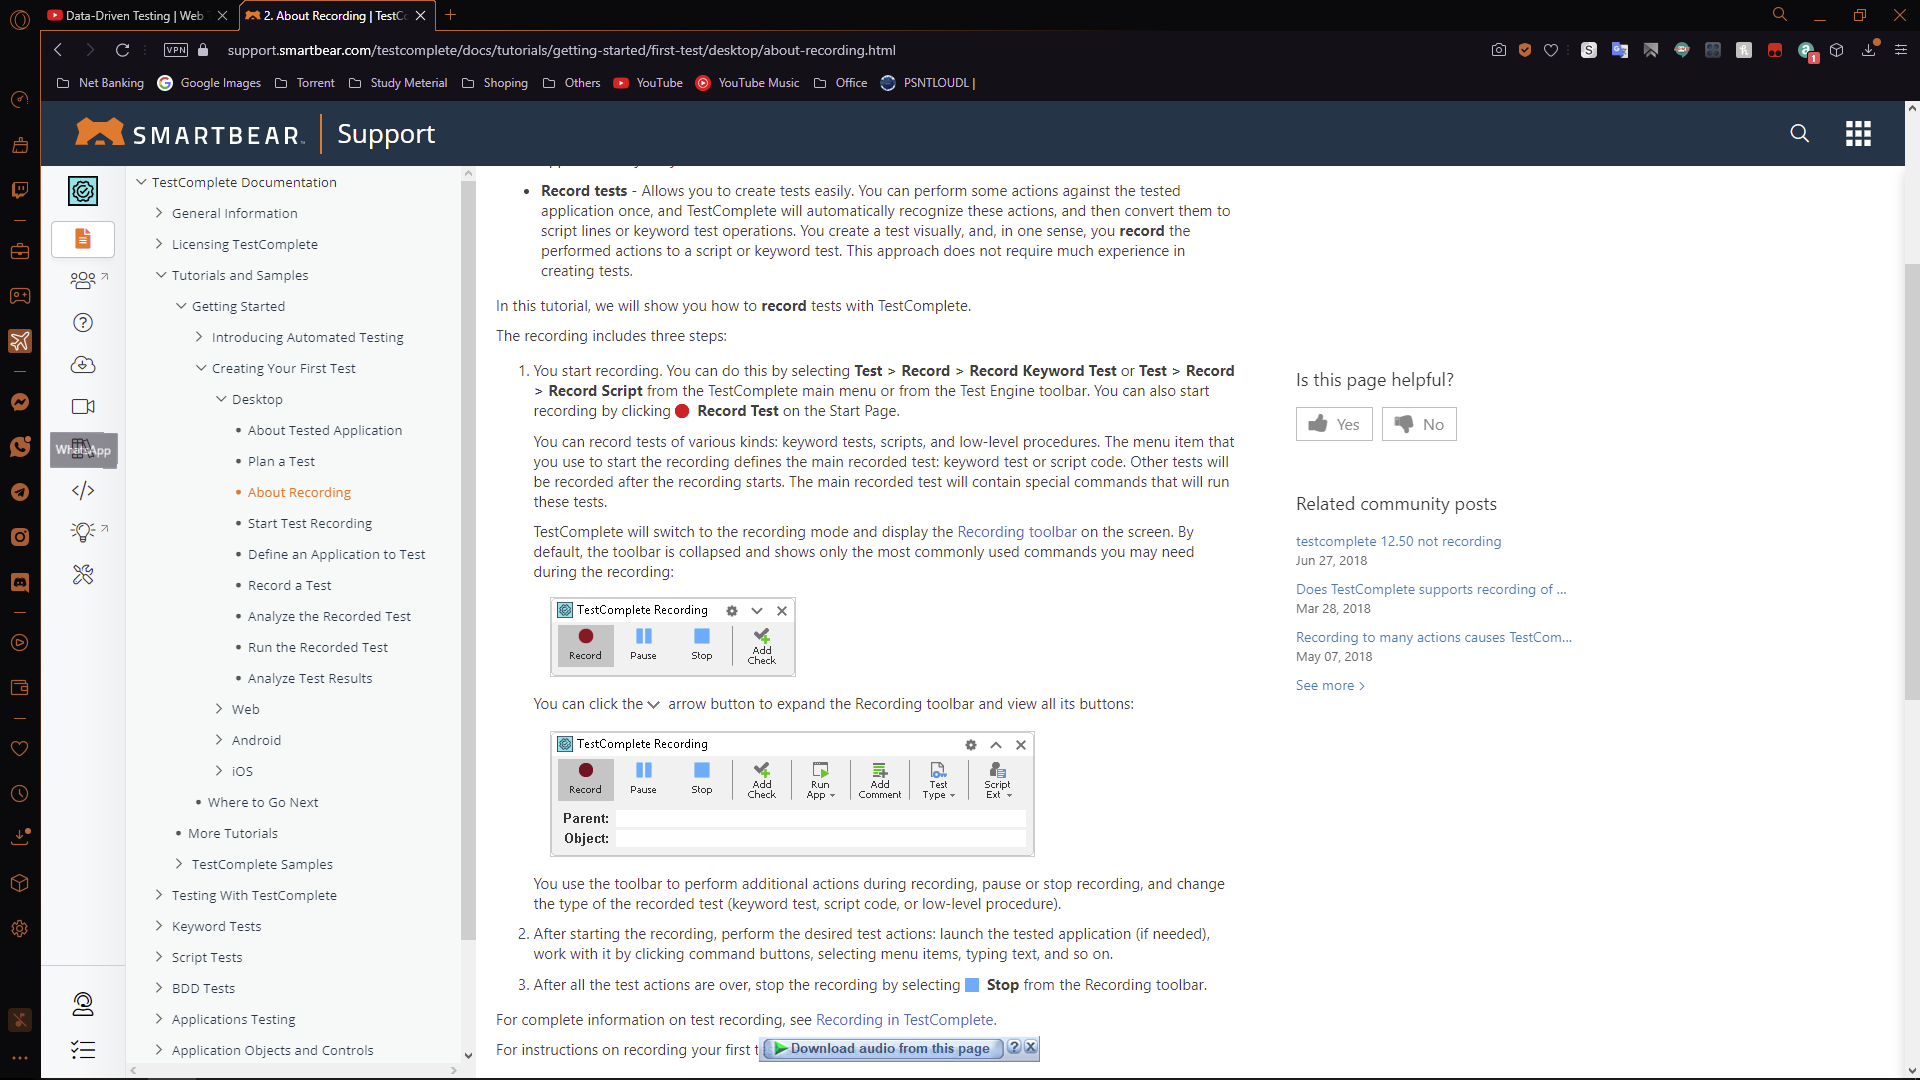 Data-Driven Testing | Web
2. About Recording | TestCo
VPN
support.smartbear.com/testcomplete/docs/tutorials/getting-started/first-test/desktop/about-recording.html
S
1
Net Banking
Google Images
Torrent
Study Meterial
Shoping
Others
YouTube
YouTube Music
Office
PSNTLOUDL |
SMARTBEAR
Support
WhatsApp
TestComplete Documentation
General Information
Licensing TestComplete
Tutorials and Samples
Getting Started
Introducing Automated Testing
Creating Your First Test
Desktop
About Tested Application
Plan a Test
About Recording
Start Test Recording
Define an Application to Test
Record a Test
Analyze the Recorded Test
Run the Recorded Test
Analyze Test Results
Web
Android
iOS
Where to Go Next
More Tutorials
TestComplete Samples
Testing With TestComplete
Keyword Tests
Script Tests
BDD Tests
Applications Testing
Application Objects and Controls
• Record tests - Allows you to create tests easily. You can perform some actions against the tested
application once, and TestComplete will automatically recognize these actions, and then convert them to
script lines or keyword test operations. You create a test visually, and, in one sense, you record the
performed actions to a script or keyword test. This approach does not require much experience in
creating tests.
In this tutorial, we will show you how to record tests with TestComplete.
The recording includes three steps:
1. You start recording. You can do this by selecting Test > Record > Record Keyword Test or Test > Record
> Record Script from the TestComplete main menu or from the Test Engine toolbar. You can also start
recording by clicking Record Test on the Start Page.
You can record tests of various kinds: keyword tests, scripts, and low-level procedures. The menu item that
you use to start the recording defines the main recorded test: keyword test or script code. Other tests will
be recorded after the recording starts. The main recorded test will contain special commands that will run
these tests.
TestComplete will switch to the recording mode and display the Recording toolbar on the screen. By
default, the toolbar is collapsed and shows only the most commonly used commands you may need
during the recording:
TestComplete Recording
Record
Pause
Stop
Add
Check
You can click the arrow button to expand the Recording toolbar and view all its buttons:
TestComplete Recording
Record
Pause
Stop
Add
Check
Run
App
Add
Comment
Test
Type
Script
Ext
Parent:
Object:
You use the toolbar to perform additional actions during recording, pause or stop recording, and change
the type of the recorded test (keyword test, script code, or low-level procedure).
2. After starting the recording, perform the desired test actions: launch the tested application (if needed),
work with it by clicking command buttons, selecting menu items, typing text, and so on.
3. After all the test actions are over, stop the recording by selecting Stop from the Recording toolbar.
For complete information on test recording, see Recording in TestComplete.
For instructions on recording your first t
Download audio from this page
?
X
Is this page helpful?
Yes
No
Related community posts
testcomplete 12.50 not recording
Jun 27, 2018
Does TestComplete supports recording of ...
Mar 28, 2018
Recording to many actions causes TestCom...
May 07, 2018
See more >